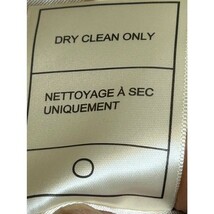 DRY CLEAN ONLY
NETTOYAGE À SEC
UNIQUEMENT